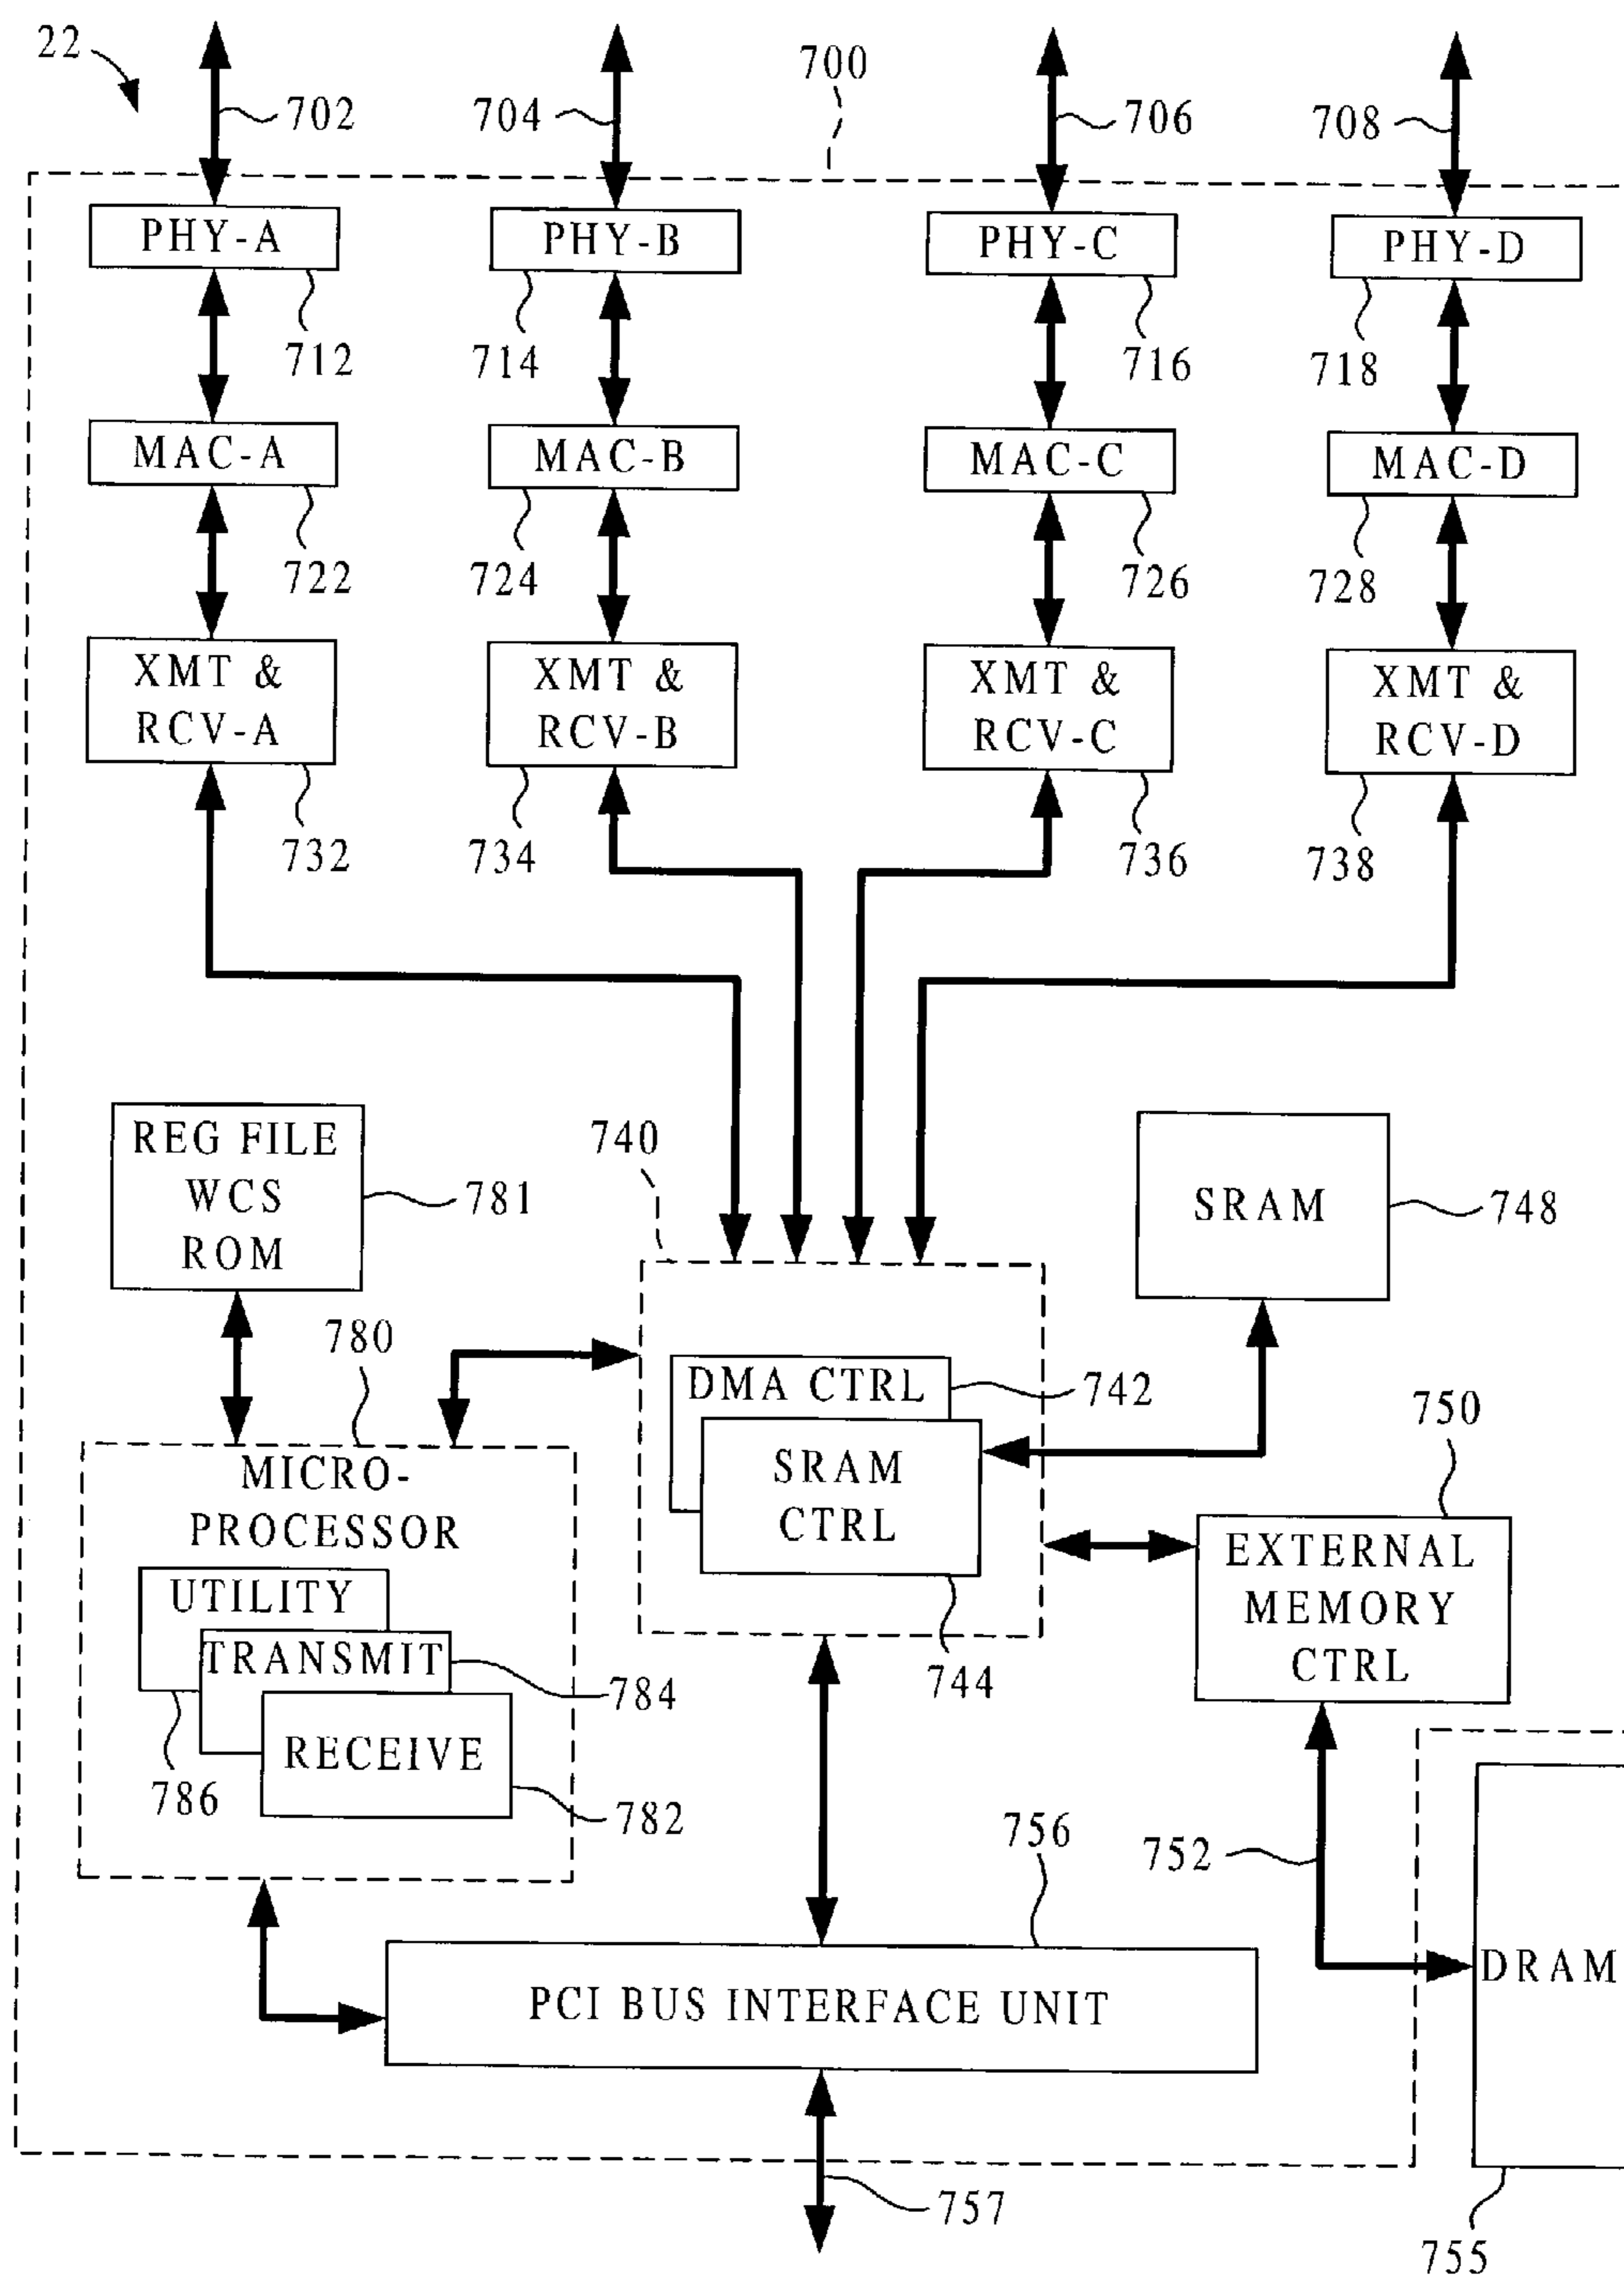 22
702
704
700
706
708
PHY-A
PHY-B
PHY-C
PHY-D
712
714
716
718
MAC-A
MAC-B
MAC-C
MAC-D
722
724
726
728
XMT &
RCV-A
XMT &
RCV-B
XMT &
RCV-C
XMT &
RCV-D
732
734
736
738
REG FILE
WCS
ROM
781
740
SRAM
748
780
DMA CTRL
742
SRAM
CTRL
744
750
EXTERNAL
MEMORY
CTRL
MICRO-
PROCESSOR
UTILITY
TRANSMIT
784
RECEIVE
786
782
756
752
PCI BUS INTERFACE UNIT
DRAM
757
755